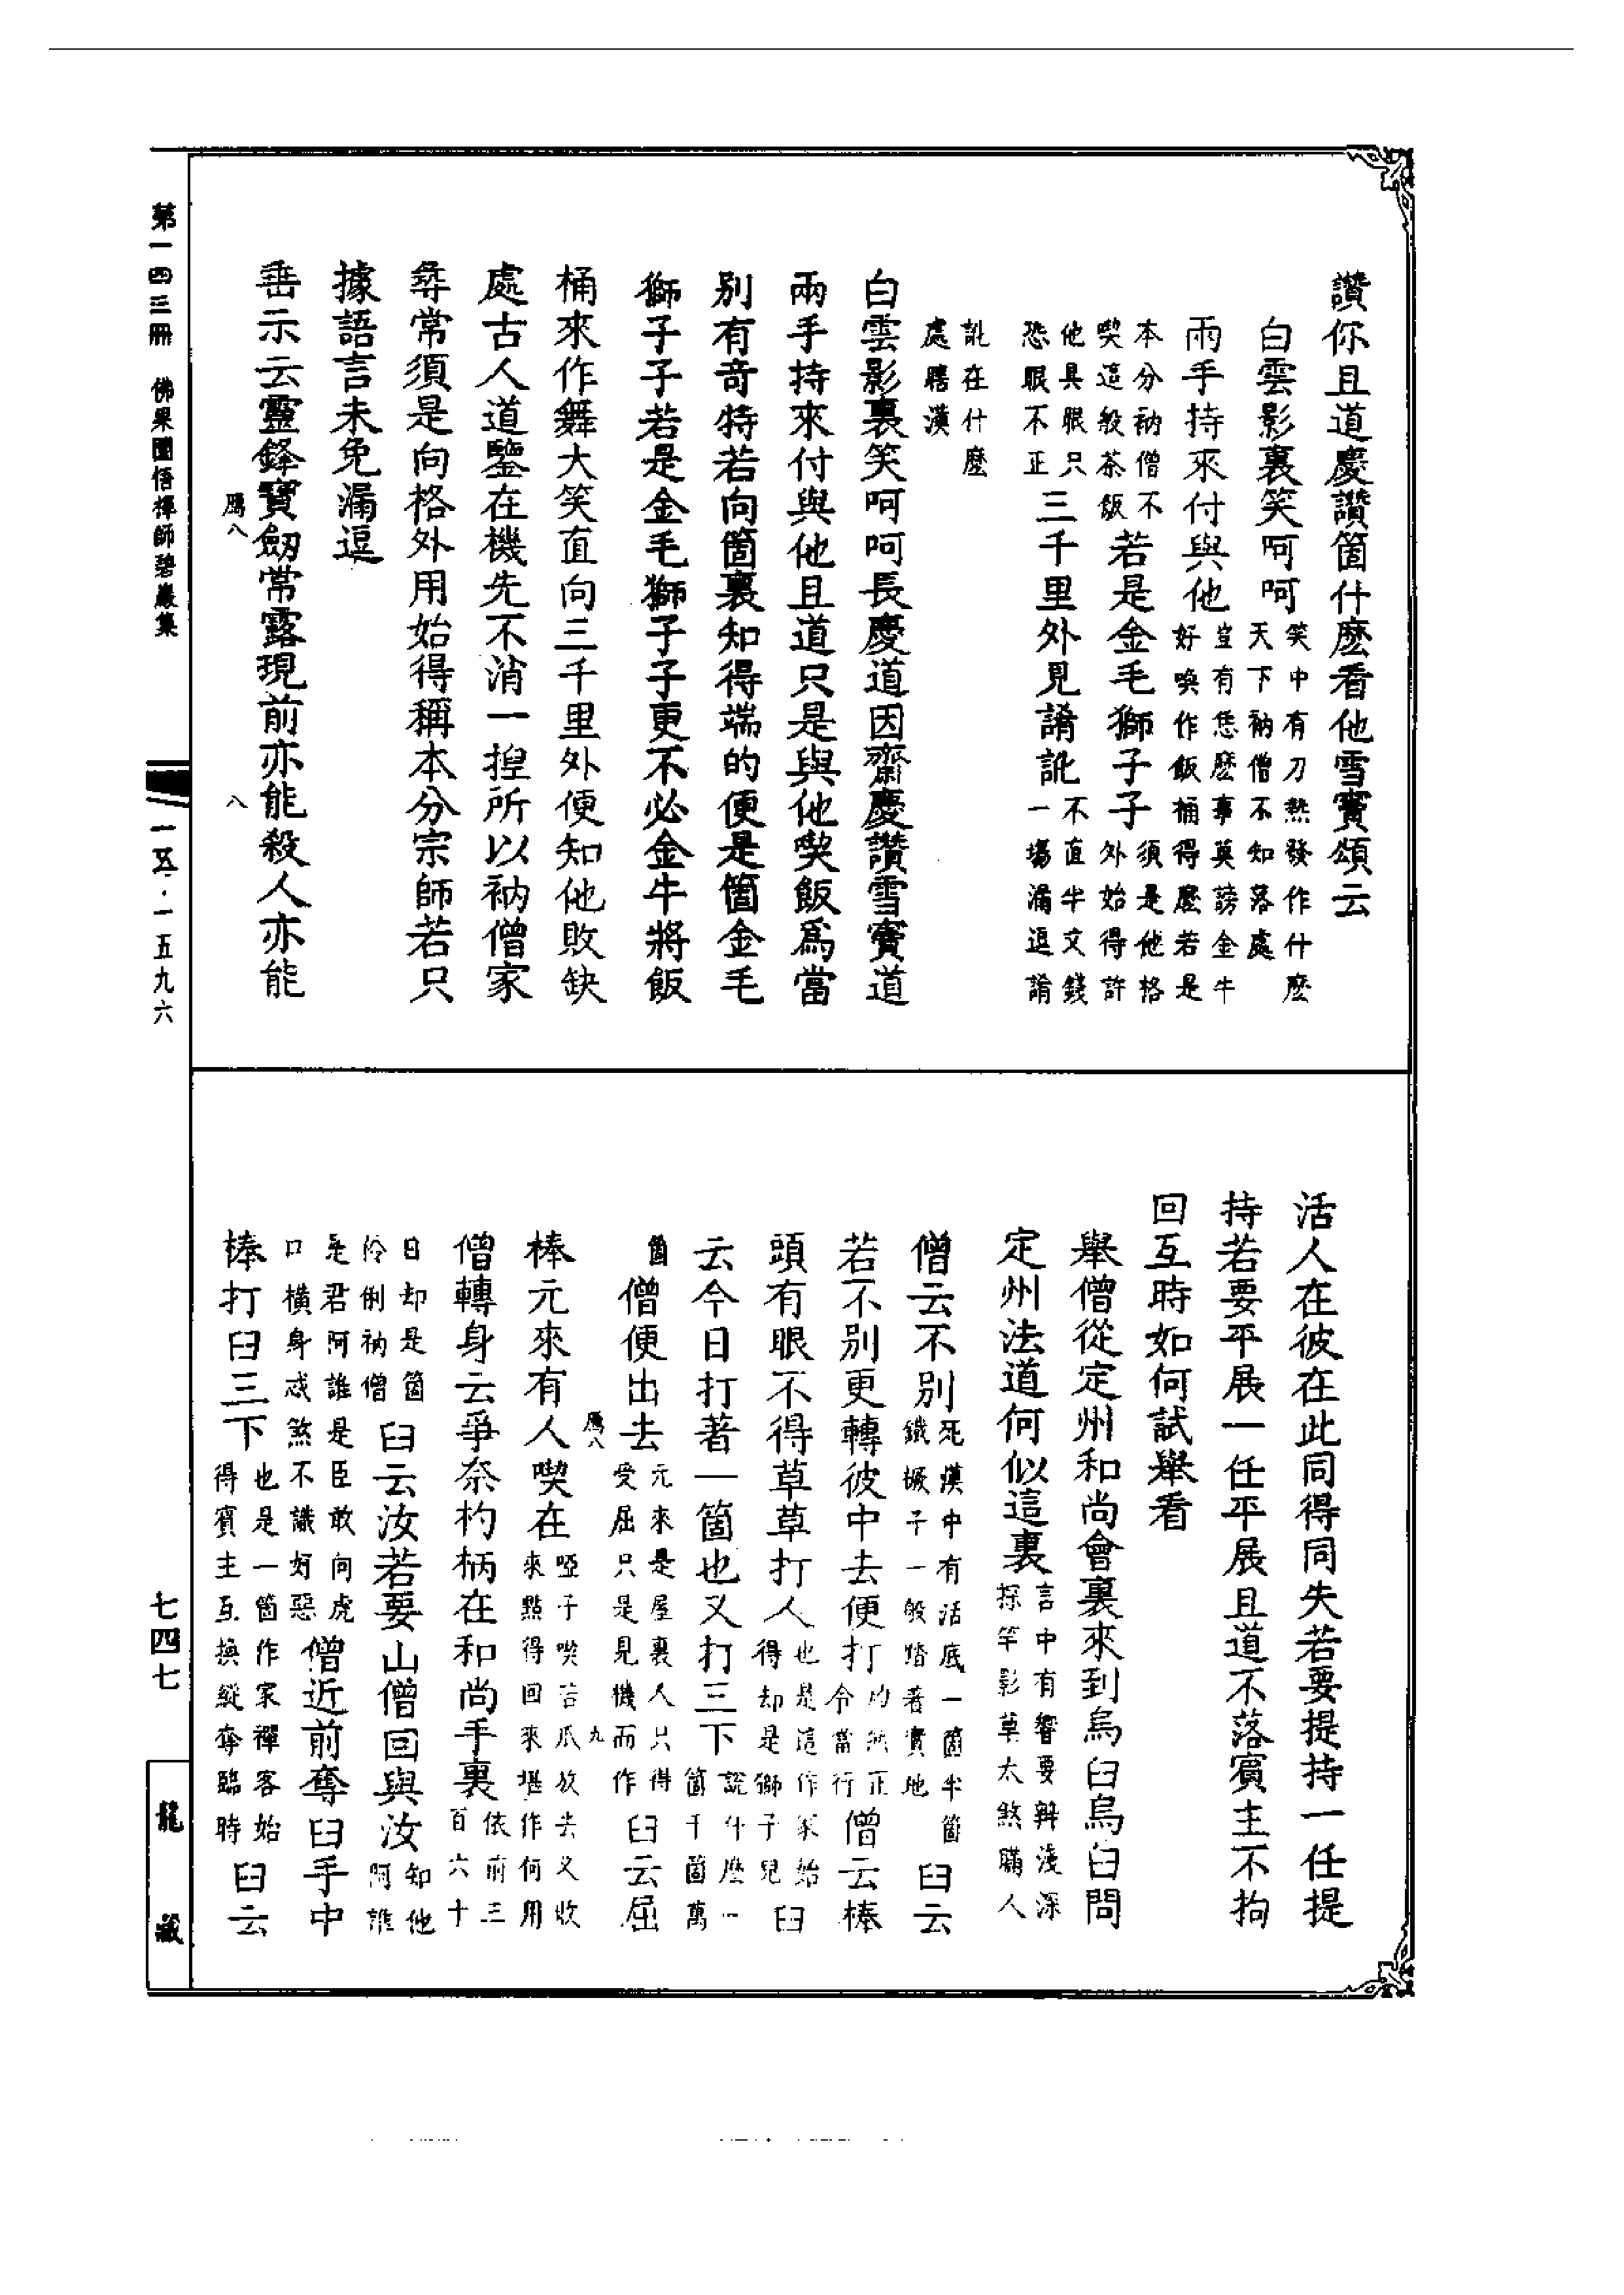 讚你且道慶讚箇什麽看他雪竇頌云
白雲影裏笑呵呵笑中有刀熱發作什麽天下衲僧不知落處
兩手持來付與他豈有恁麽事莫謗金牛好喚作飯桶得麽若是
本分衲僧不喫這般茶飯若是金毛獅子子須是他格外始得許
他具眼只恐眼不正三千里外見誵訛不直半文錢一場漏逗誵
訛在什麽處瞎漢
白雲影裏笑呵呵長慶道因齋慶讚雪竇道
兩手持來付與他且道只是與他喫飯爲當
别有奇特若向箇裏知得端的便是箇金毛
獅子子若是金毛獅子子更不必金牛將飯
桶來作舞大笑直向三千里外便知他敗缺
處古人道鑒在機先不消一揑所以衲僧家
尋常須是向格外用始得稱本分宗師若只
據語言未免漏逗
垂示云靈鋒寶劒常露現前亦能殺人亦能
鴈八
八
活人在彼在此同得同失若要提持一任提
持若要平展一任平展且道不落賓主不拘
回互時如何試舉看
舉僧從定州和尚會裏來到烏臼烏臼問
定州法道何似這裏言中有響要辨淺深探竿影草太煞瞞人
僧云不别死漢中有活底一箇半箇鐵橛子一般踏著實地臼云
若不别更轉彼中去便打灼然正令當行僧云棒
頭有眼不得草草打人也是這作家始得却是獅子兒臼
云今日打著一箇也又打三下説什麽一箇千箇萬
箇僧便出去元來是屋裏人只得受屈只是見機而作臼云屈
鴈八
棒元來有人喫在啞子喫苦瓜放去又收來點得回來堪作何用
九
僧轉身云爭奈杓柄在和尚手裏依前三百六十
日却是箇伶俐衲僧臼云汝若要山僧回與汝知他阿誰
是君阿誰是臣敢向虎口横身忒煞不識好惡僧近前奪臼手中
棒打臼三下也是一箇作家禪客始得賓主互換縱奪臨時臼云
第一四三冊　佛果圜悟禪師碧巖集
一五·一五九六
七四七
龍藏